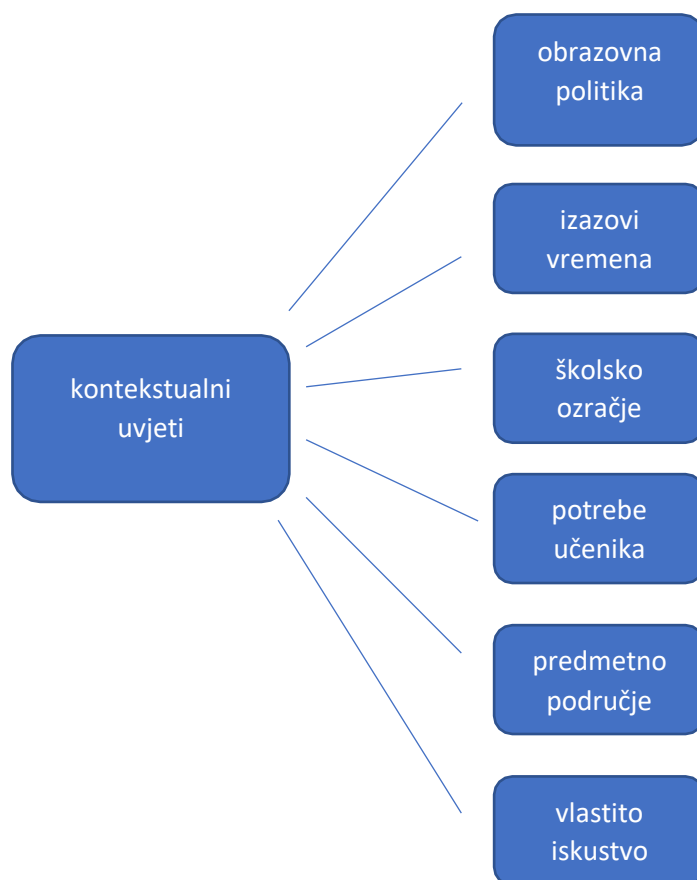 obrazovna
politika
izazovi
vremena
kontekstualni
uvjeti
školsko
ozračje
potrebe
učenika
predmetno
područje
vlastito
iskustvo